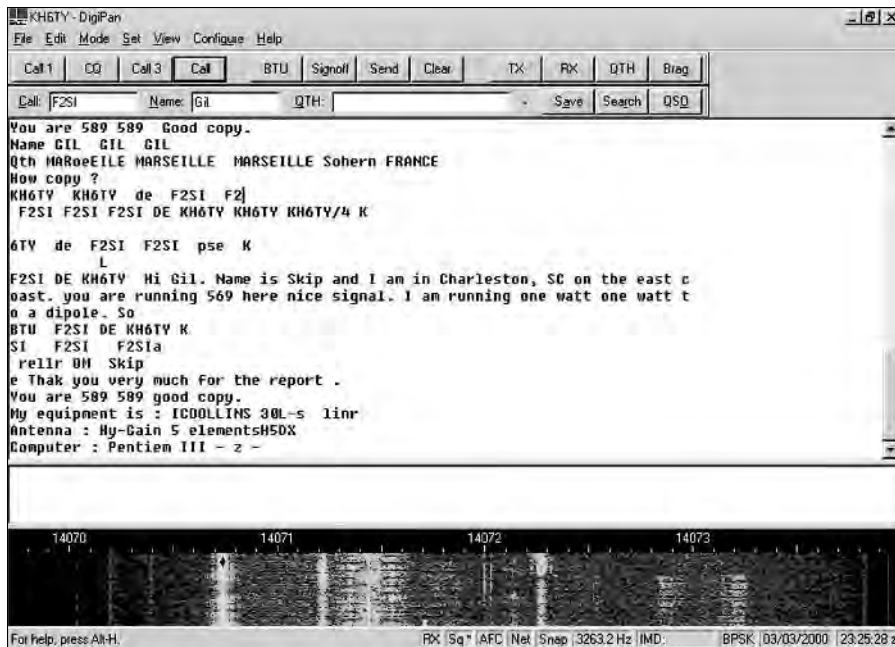 KH6TY - DigiPan
File Edit Mode Set View Configure Help
Call 1 CQ Call 3 Call BTU Signoff Send Clear TX RX QTH Brag
Call: F2SI Name: Gil QTH: Save Search QSO
You are 589 589 Good copy.
Name GIL GIL GIL
Qth MARoeEILE MARSEILLE MARSEILLE Sohern FRANCE
How copy ?
KH6TY KH6TY de F2SI F2
F2SI F2SI F2SI DE KH6TY KH6TY KH6TY/4 K
6TY de F2SI F2SI pse K
L
F2SI DE KH6TY Hi Gil. Name is Skip and I am in Charleston, SC on the east c
oast. you are running 569 here nice signal. I am running one watt one watt t
o a dipole. So
BTU F2SI DE KH6TY K
SI F2SI F2SIa
rellr OM Skip
e Thak you very much for the report .
You are 589 589 good copy.
My equipment is : ICOOLLINS 30L-s linr
Antenna : Hy-Gain 5 elementsH5DX
Computer : Pentiem III - z -
14070 14071 14072 14073
For help, press Alt-H. RX Sq * AFC Net Snap 3263.2 Hz IMD: BPSK 03/03/2000 23:25:28 z